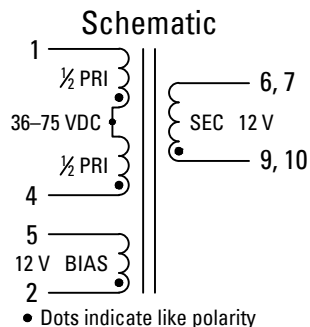 Schematic
1
½ PRI
36–75 VDC
½ PRI
4
5
12 V BIAS
2
6, 7
SEC 12 V
9, 10
• Dots indicate like polarity